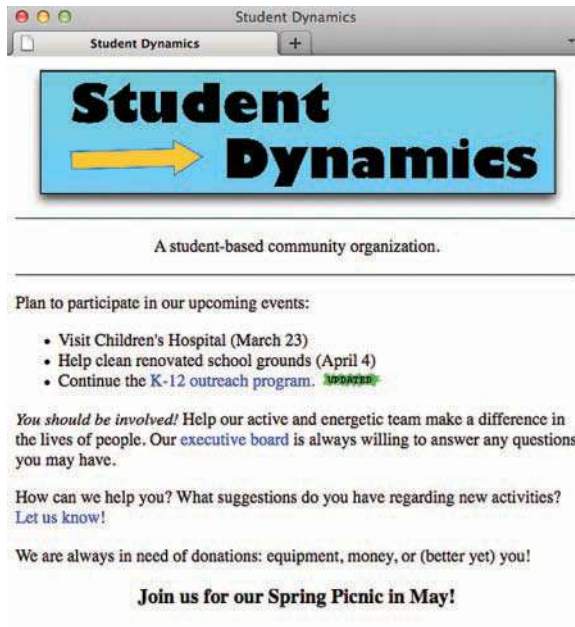 Student Dynamics
Student Dynamics +
Student
Dynamics
A student-based community organization.
Plan to participate in our upcoming events:
• Visit Children's Hospital (March 23)
• Help clean renovated school grounds (April 4)
• Continue the K-12 outreach program. UPDATED
You should be involved! Help our active and energetic team make a difference in
the lives of people. Our executive board is always willing to answer any questions
you may have.
How can we help you? What suggestions do you have regarding new activities?
Let us know!
We are always in need of donations: equipment, money, or (better yet) you!
Join us for our Spring Picnic in May!